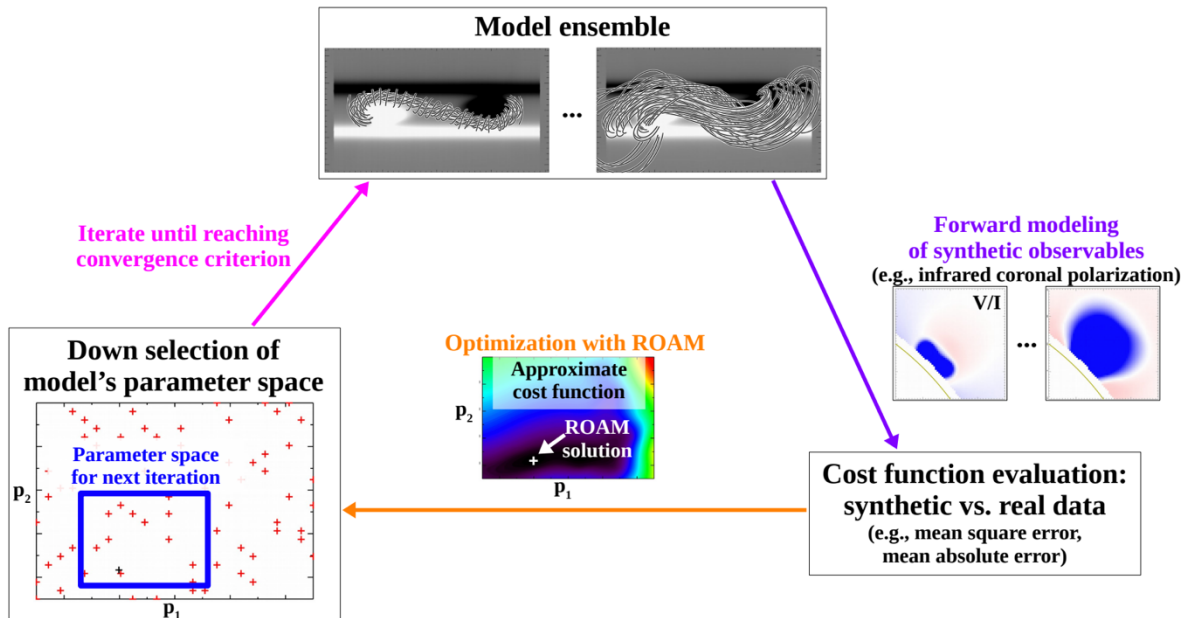 Model ensemble
...
Iterate until reaching
convergence criterion
Forward modeling
of synthetic observables
(e.g., infrared coronal polarization)
V/I
...
Optimization with ROAM
Approximate
cost function
p2
ROAM
solution
p1
Down selection of
model's parameter space
Parameter space
for next iteration
p2
p1
Cost function evaluation:
synthetic vs. real data
(e.g., mean square error,
mean absolute error)